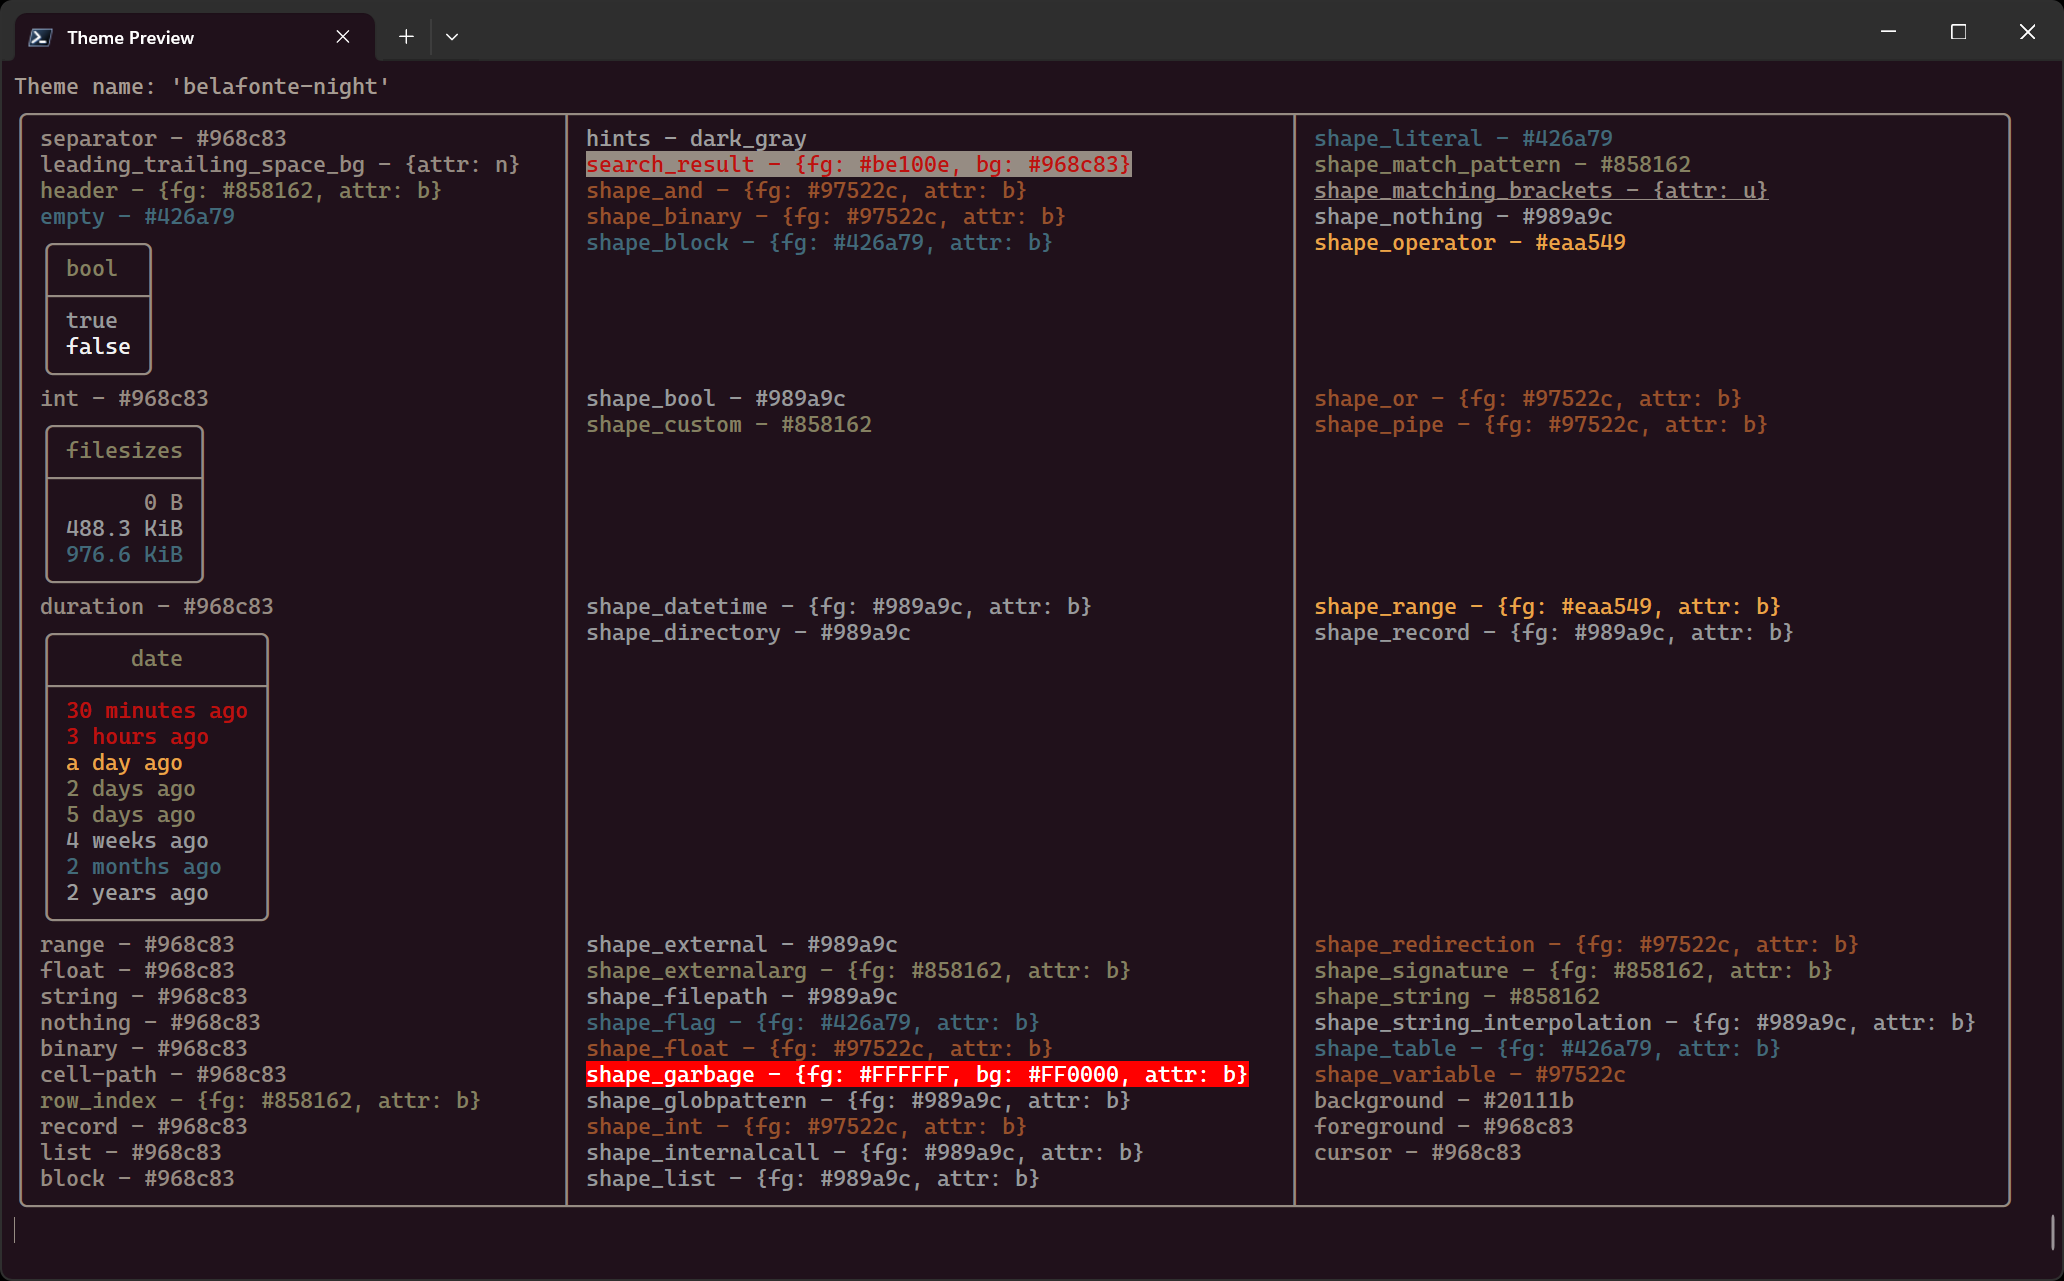 Theme Preview
Theme name: 'belafonte-night'
separator - #968c83
leading_trailing_space_bg - {attr: n}
header - {fg: #858162, attr: b}
empty - #426a79
bool
true
false
int - #968c83
filesizes
0 B
488.3 KiB
976.6 KiB
duration - #968c83
date
30 minutes ago
3 hours ago
a day ago
2 days ago
5 days ago
4 weeks ago
2 months ago
2 years ago
range - #968c83
float - #968c83
string - #968c83
nothing - #968c83
binary - #968c83
cell-path - #968c83
row_index - {fg: #858162, attr: b}
record - #968c83
list - #968c83
block - #968c83
hints - dark_gray
search_result - {fg: #be100e, bg: #968c83}
shape_and - {fg: #97522c, attr: b}
shape_binary - {fg: #97522c, attr: b}
shape_block - {fg: #426a79, attr: b}
shape_bool - #989a9c
shape_custom - #858162
shape_datetime - {fg: #989a9c, attr: b}
shape_directory - #989a9c
shape_external - #989a9c
shape_externalarg - {fg: #858162, attr: b}
shape_filepath - #989a9c
shape_flag - {fg: #426a79, attr: b}
shape_float - {fg: #97522c, attr: b}
shape_garbage - {fg: #FFFFFF, bg: #FF0000, attr: b}
shape_globpattern - {fg: #989a9c, attr: b}
shape_int - {fg: #97522c, attr: b}
shape_internalcall - {fg: #989a9c, attr: b}
shape_list - {fg: #989a9c, attr: b}
shape_literal - #426a79
shape_match_pattern - #858162
shape_matching_brackets - {attr: u}
shape_nothing - #989a9c
shape_operator - #eaa549
shape_or - {fg: #97522c, attr: b}
shape_pipe - {fg: #97522c, attr: b}
shape_range - {fg: #eaa549, attr: b}
shape_record - {fg: #989a9c, attr: b}
shape_redirection - {fg: #97522c, attr: b}
shape_signature - {fg: #858162, attr: b}
shape_string - #858162
shape_string_interpolation - {fg: #989a9c, attr: b}
shape_table - {fg: #426a79, attr: b}
shape_variable - #97522c
background - #20111b
foreground - #968c83
cursor - #968c83